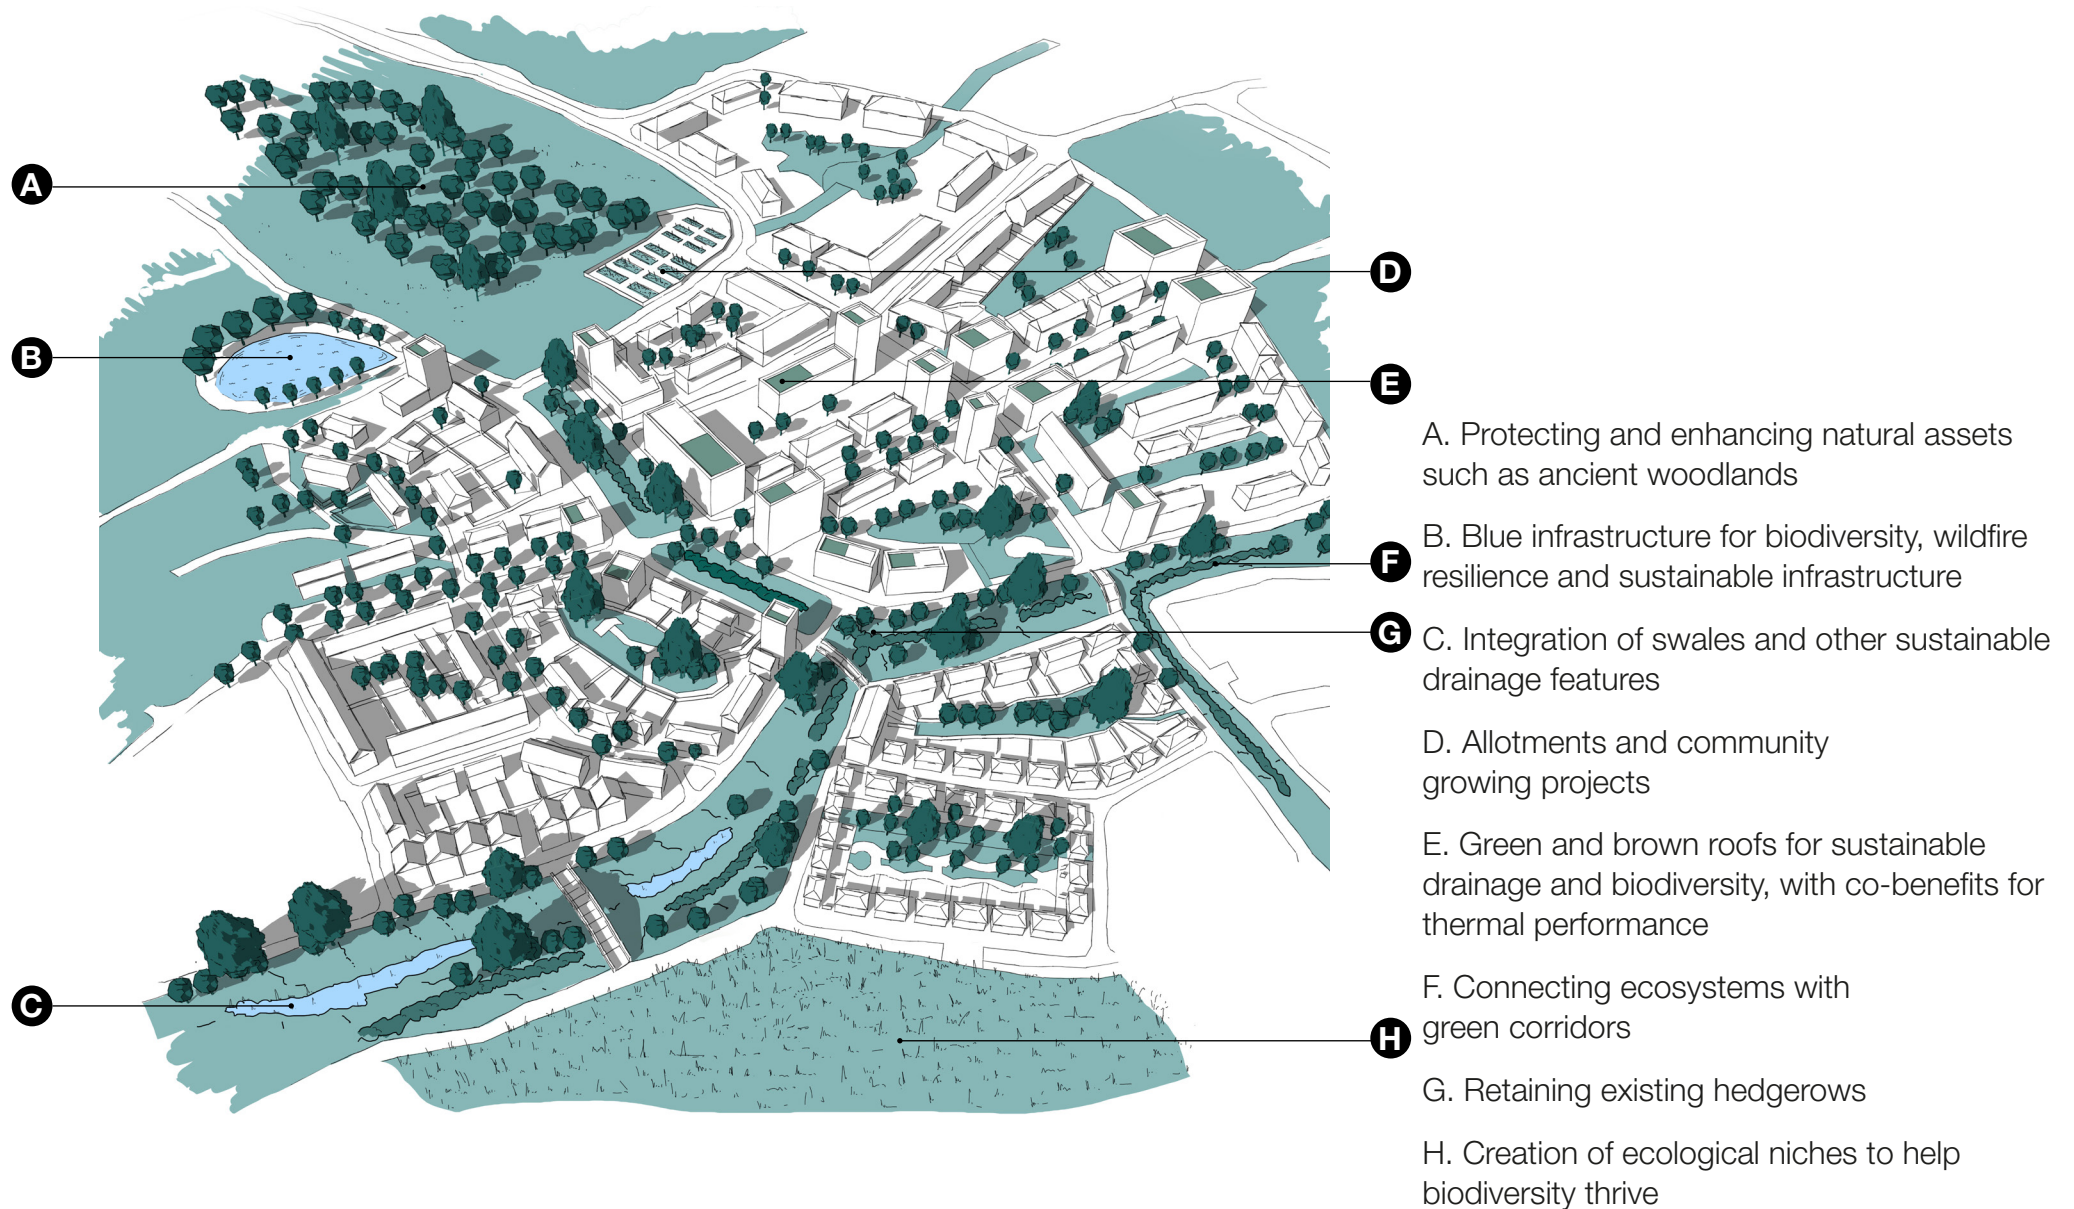 A
B
C
D
E
F
G
H
A. Protecting and enhancing natural assets
such as ancient woodlands
B. Blue infrastructure for biodiversity, wildfire
resilience and sustainable infrastructure
C. Integration of swales and other sustainable
drainage features
D. Allotments and community
growing projects
E. Green and brown roofs for sustainable
drainage and biodiversity, with co-benefits for
thermal performance
F. Connecting ecosystems with
green corridors
G. Retaining existing hedgerows
H. Creation of ecological niches to help
biodiversity thrive